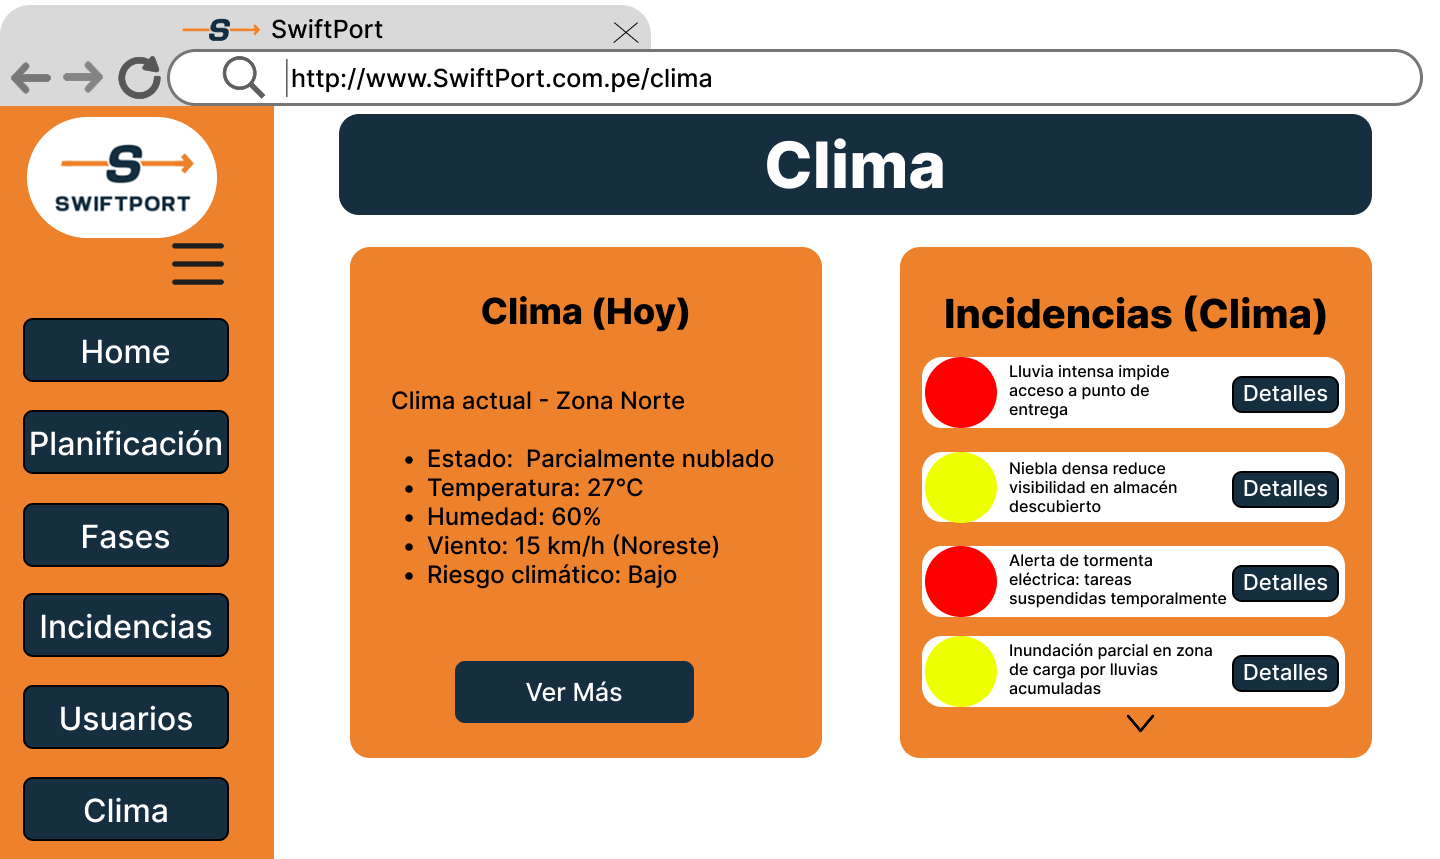 SwiftPort
http://www.SwiftPort.com.pe/clima
S
SWIFTPORT
Home
Planificación
Fases
Incidencias
Usuarios
Clima
Clima
Clima (Hoy)
Clima actual - Zona Norte
• Estado:  Parcialmente nublado
• Temperatura: 27°C
• Humedad: 60%
• Viento: 15 km/h (Noreste)
• Riesgo climático: Bajo
Ver Más
Incidencias (Clima)
Lluvia intensa impide
acceso a punto de
entrega
Detalles
Niebla densa reduce
visibilidad en almacén
descubierto
Detalles
Alerta de tormenta
eléctrica: tareas
suspendidas temporalmente
Detalles
Inundación parcial en zona
de carga por lluvias
acumuladas
Detalles